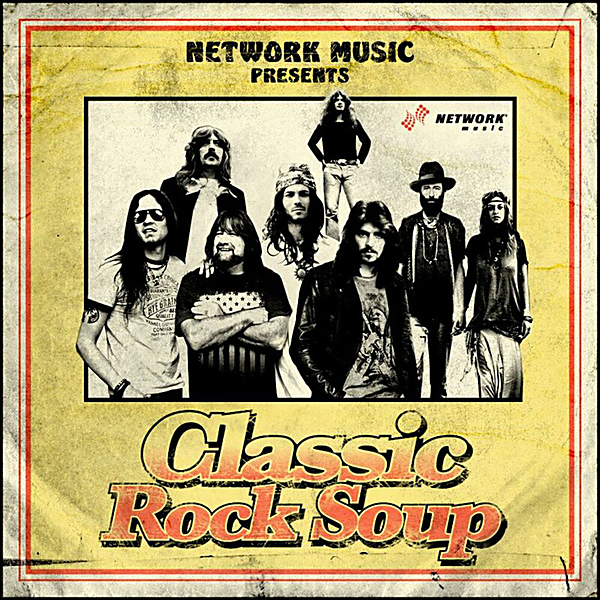 NETWORK MUSIC
PRESENTS
NETWORK
music
Classic
Rock Soup